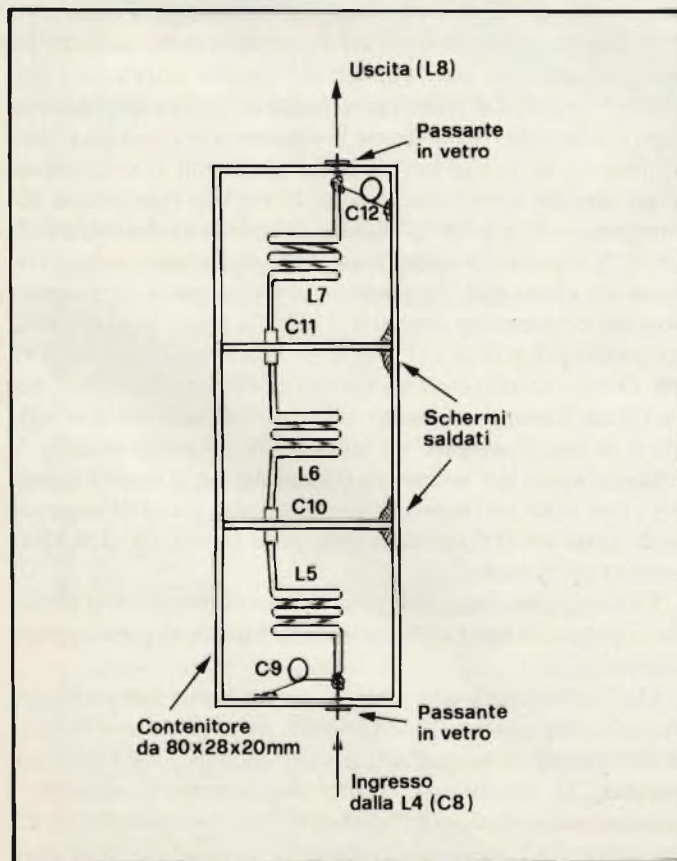 Uscita (L8)
Passante
in vetro
C12
L7
C11
Schermi
saldati
L6
C10
L5
C9
Contenitore
da 80x28x20mm
Passante
in vetro
Ingresso
dalla L4 (C8)